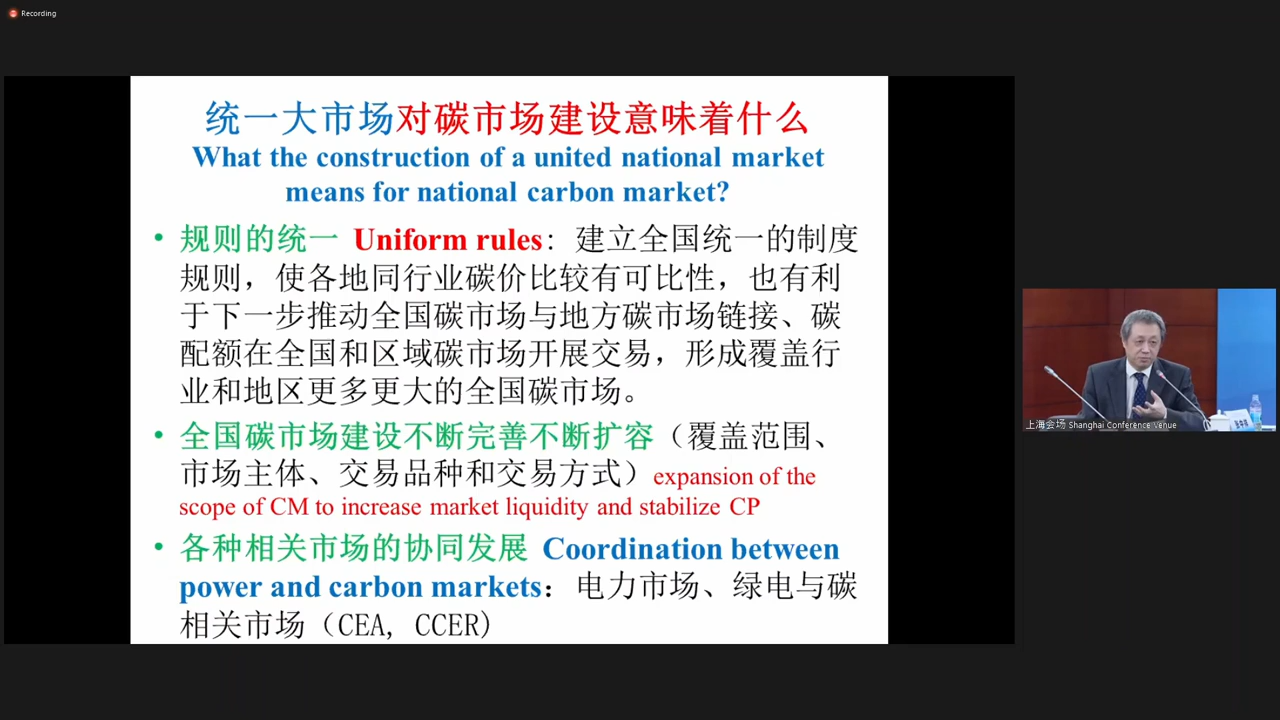 Recording
统一大市场对碳市场建设意味着什么
What the construction of a united national market
means for national carbon market?
• 规则的统一 Uniform rules: 建立全国统一的制度
规则，使各地同行业碳价比较有可比性，也有利
于下一步推动全国碳市场与地方碳市场链接、碳
配额在全国和区域碳市场开展交易，形成覆盖行
业和地区更多更大的全国碳市场。
• 全国碳市场建设不断完善不断扩容（覆盖范围、
市场主体、交易品种和交易方式）expansion of the
scope of CM to increase market liquidity and stabilize CP
• 各种相关市场的协同发展 Coordination between
power and carbon markets：电力市场、绿电与碳
相关市场（CEA, CCER)
上海会场 Shanghai Conference Venue